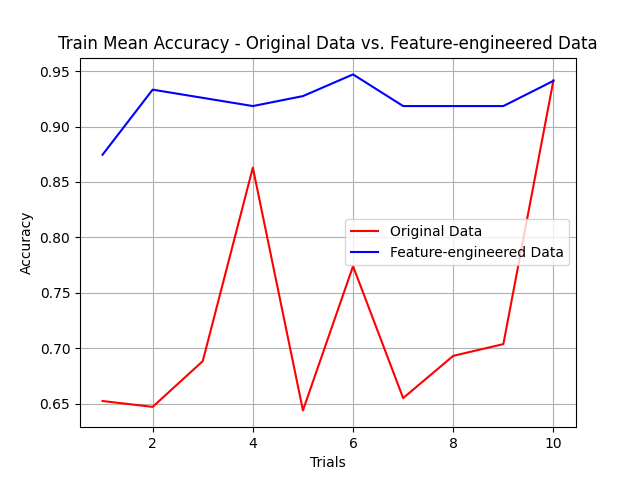 Train Mean Accuracy - Original Data vs. Feature-engineered Data
0.95
0.90
0.85
0.80
0.75
0.70
0.65
Accuracy
Original Data
Feature-engineered Data
2 4 6 8 10
Trials